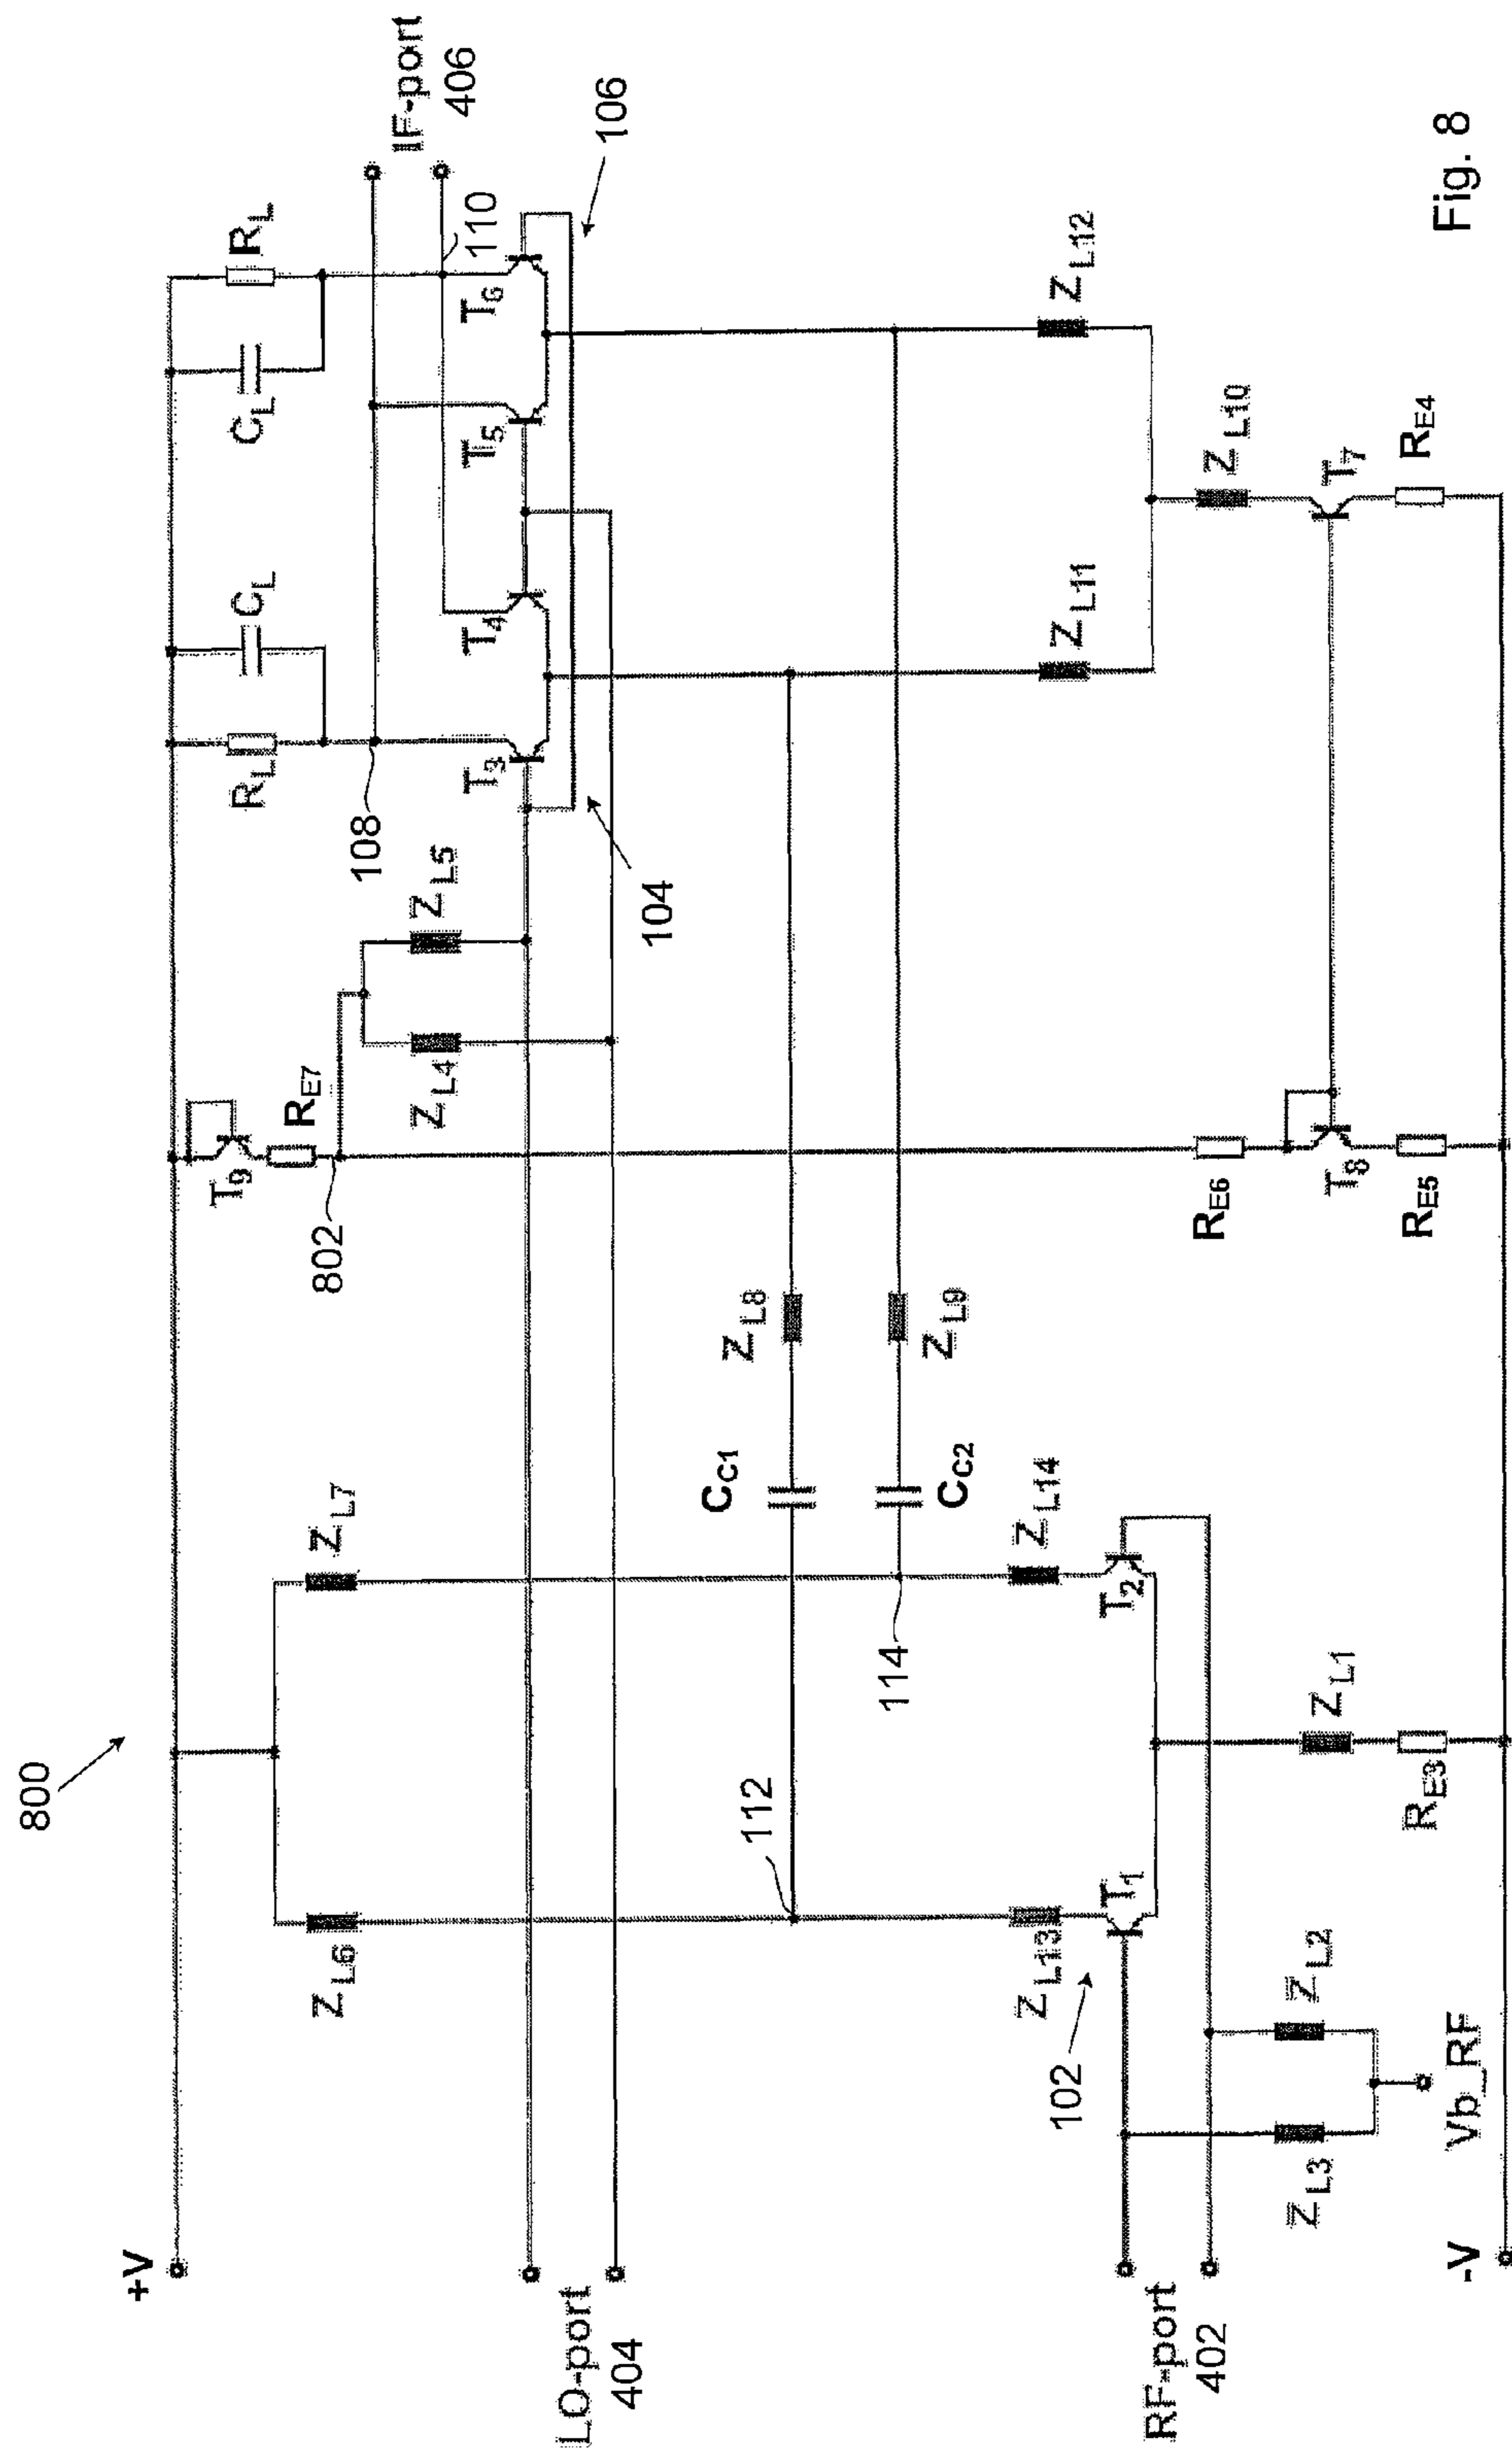 800
+V
Z_L6
Z_L7
T_9
R_E7
802
Z_L4
Z_L5
108
R_L
C_L
C_L
R_L
IF-port
406
110
T_3
T_4
T_5
T_6
106
104
LO-port
404
112
114
C_C1
C_C2
Z_L8
Z_L9
Z_L13
Z_L14
Z_L11
Z_L12
102
T_1
T_2
RF-port
402
Z_L3
Z_L2
Vb_RF
Z_L1
R_E3
R_E6
T_8
R_E5
Z_L10
T_7
R_E4
-V
Fig. 8